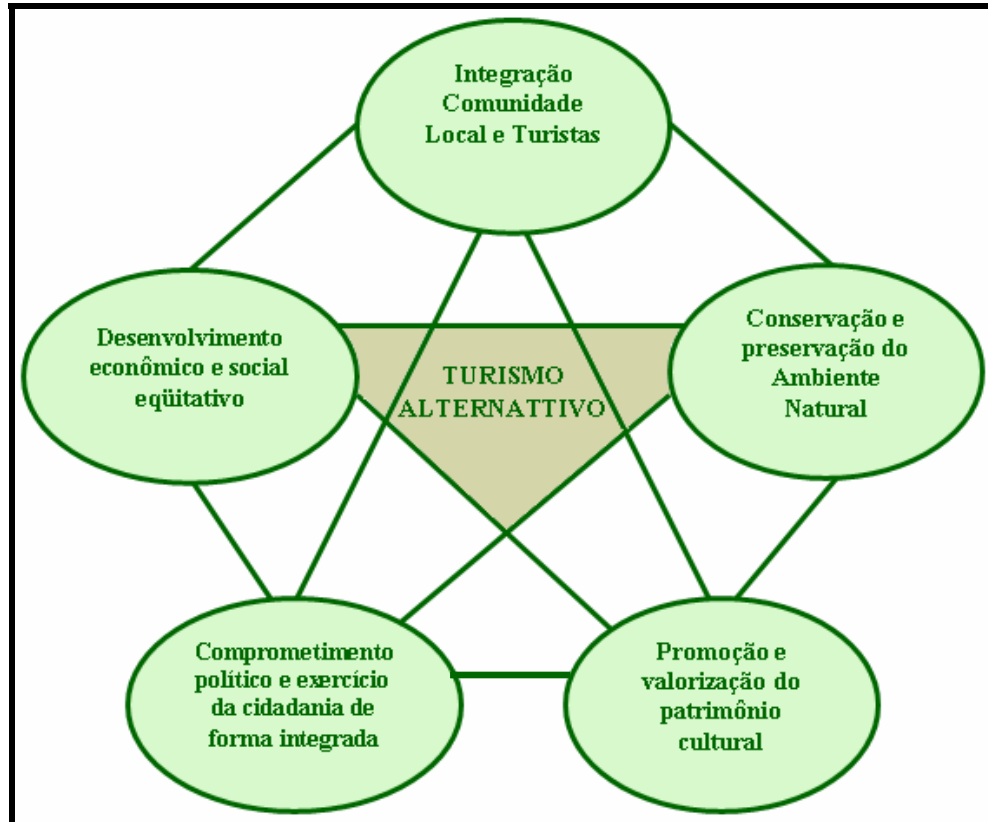 Integração
Comunidade
Local e Turistas
Desenvolvimento
econômico e social
eqüitativo
TURISMO
ALTERNATTIVO
Conservação e
preservação do
Ambiente
Natural
Comprometimento
político e exercício
da cidadania de
forma integrada
Promoção e
valorização do
patrimônio
cultural